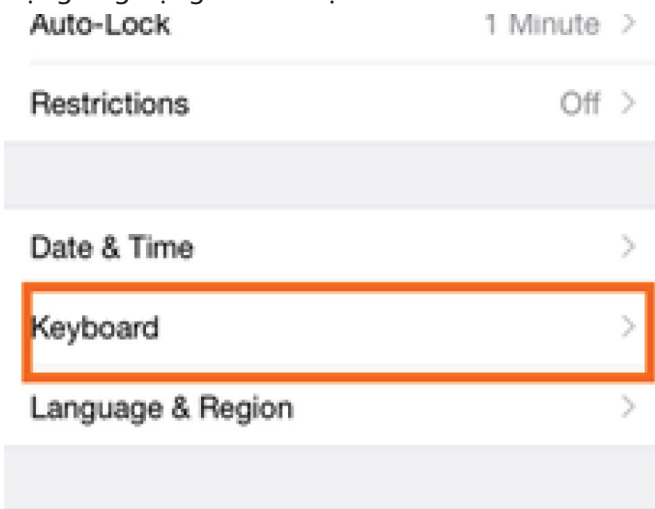 Auto-Lock 1 Minute >
Restrictions Off >
Date & Time >
Keyboard >
Language & Region >